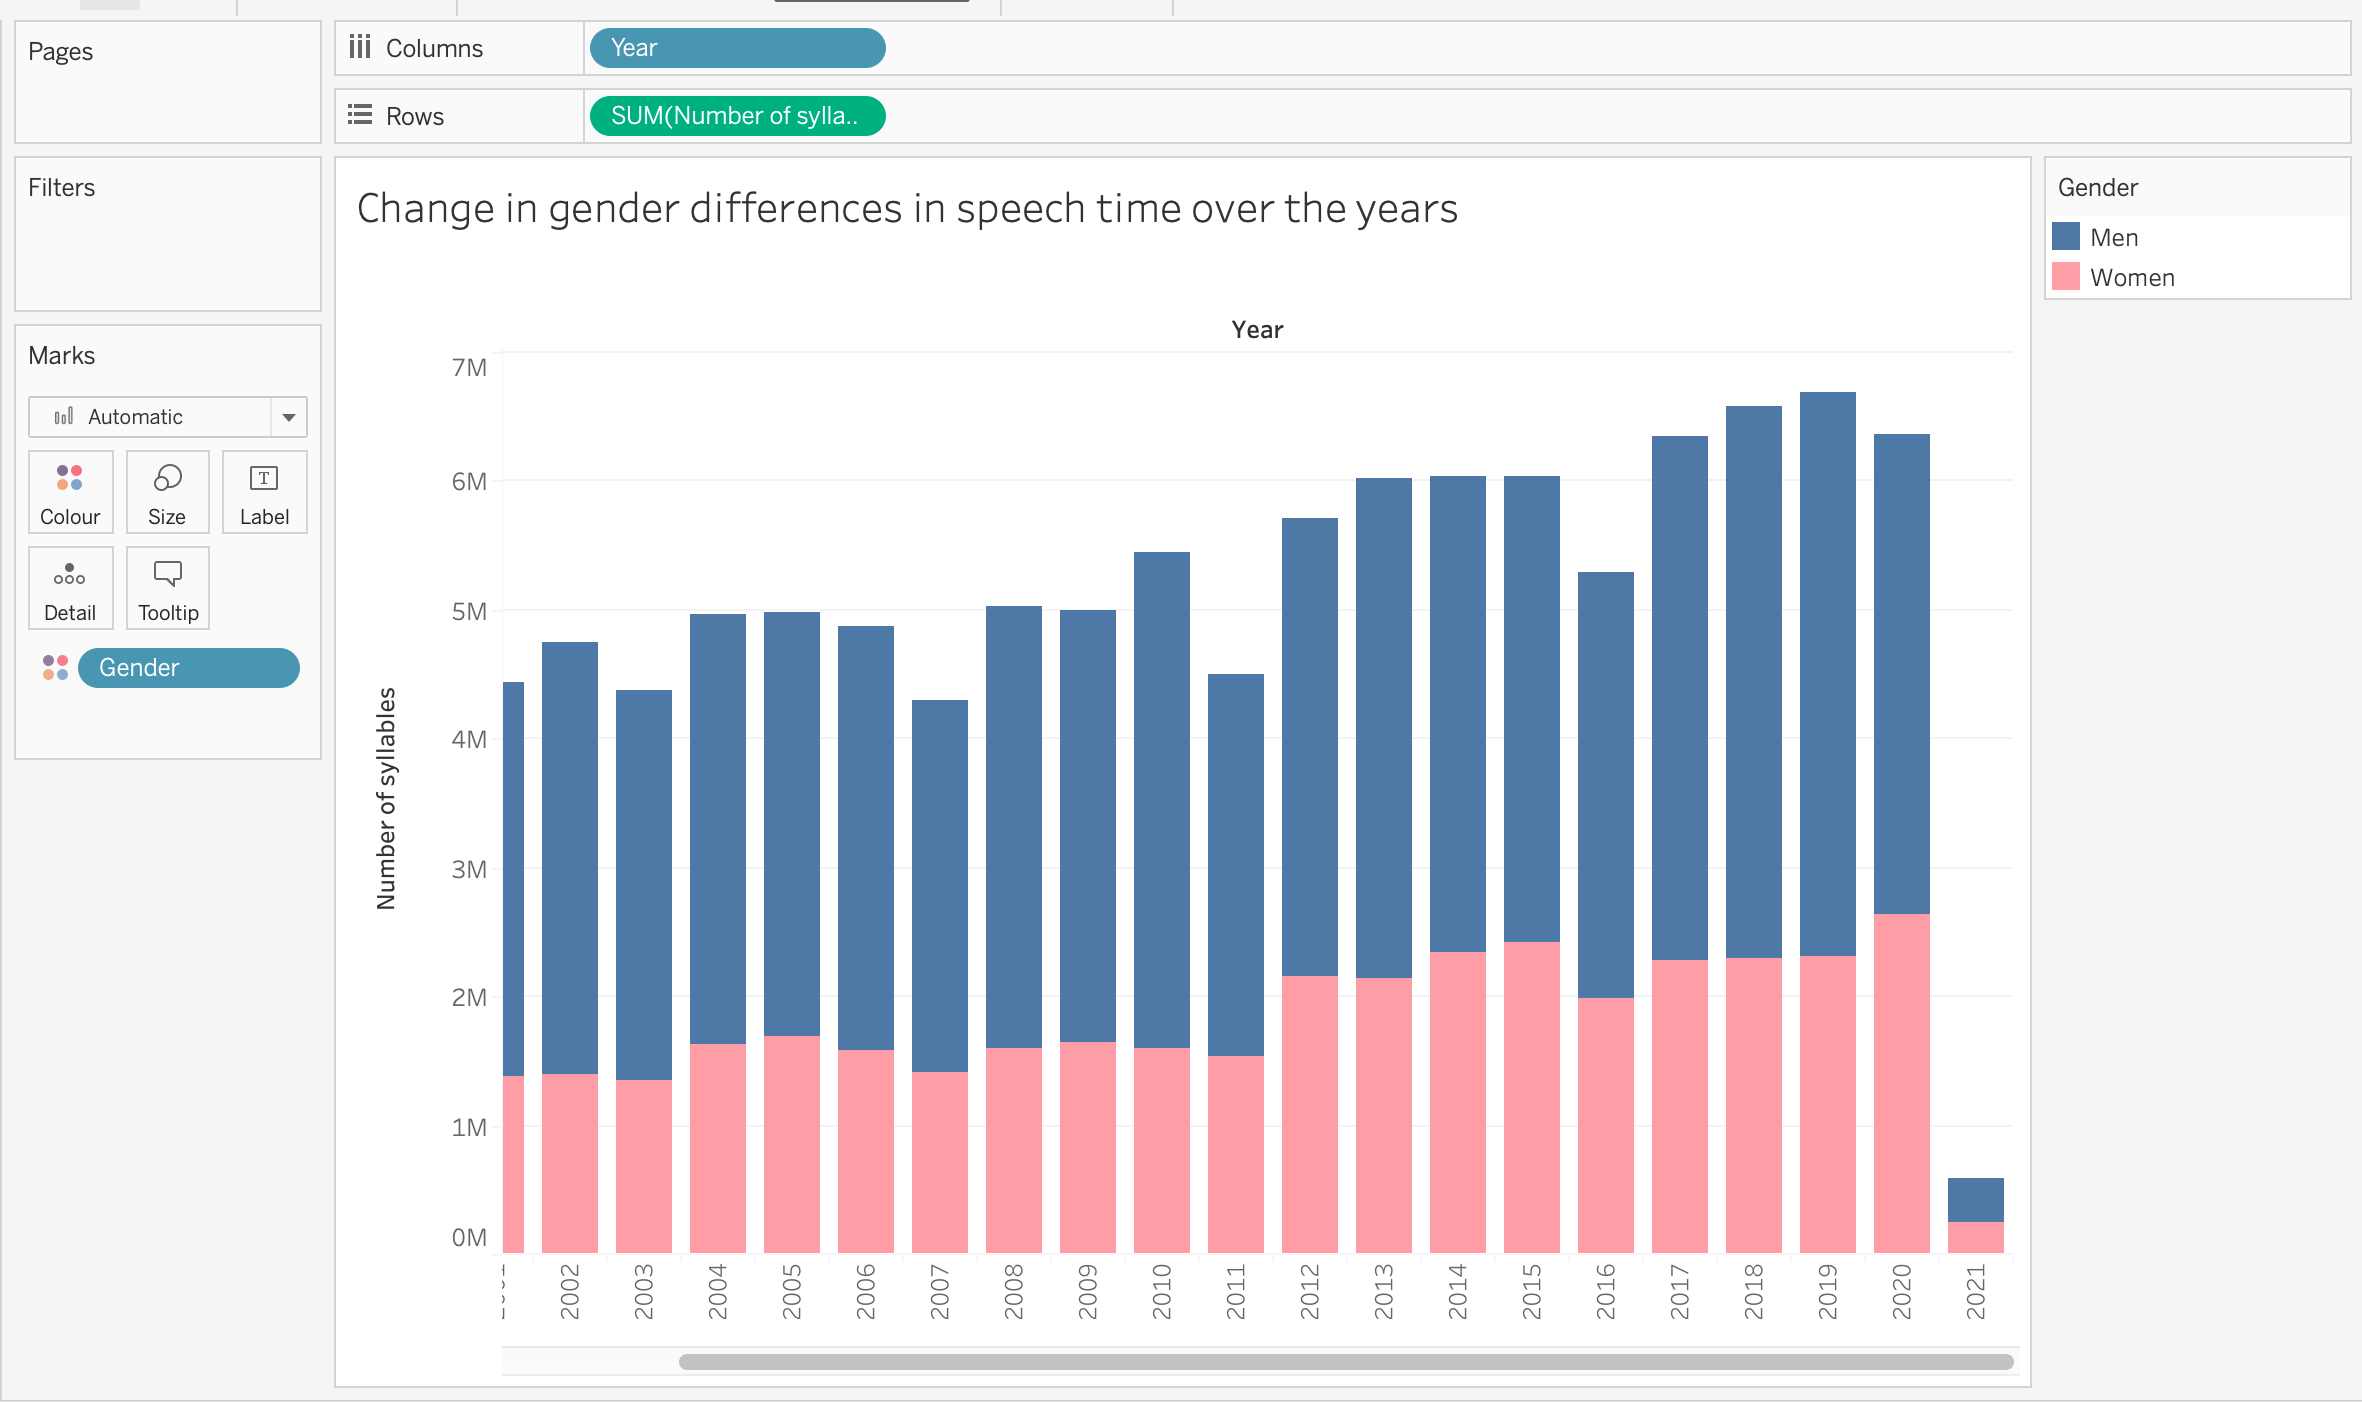 Pages
Columns
Year
Rows
SUM(Number of sylla..
Filters
Marks
Automatic
Colour
Size
T
Label
Detail
Tooltip
Gender
Change in gender differences in speech time over the years
Year
7M
6M
5M
4M
3M
2M
1M
0M
Number of syllables
2002
2003
2004
2005
2006
2007
2008
2009
2010
2011
2012
2013
2014
2015
2016
2017
2018
2019
2020
2021
Gender
Men
Women